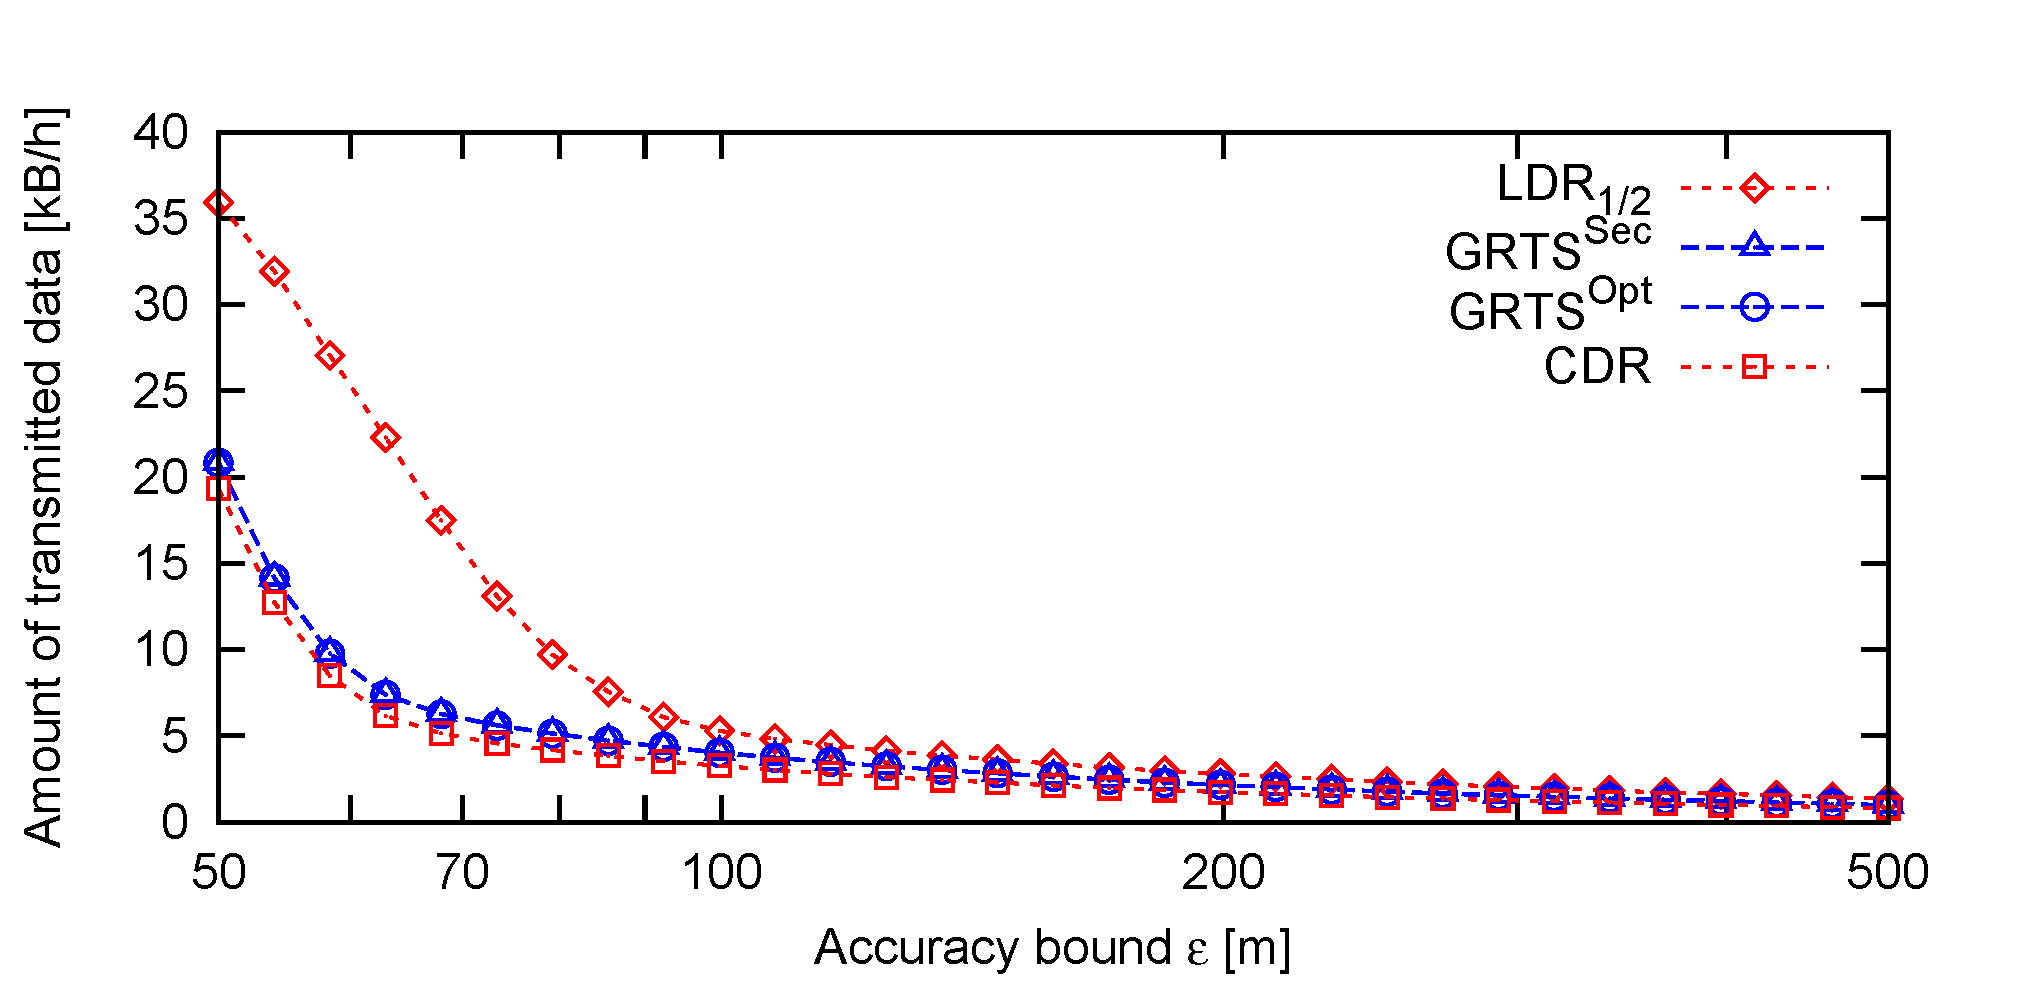 Amount of transmitted data [kB/h]
40
35
30
25
20
15
10
5
0
LDR1/2
GRTSSec
GRTSOpt
CDR
50 70 100 200 500
Accuracy bound ε [m]